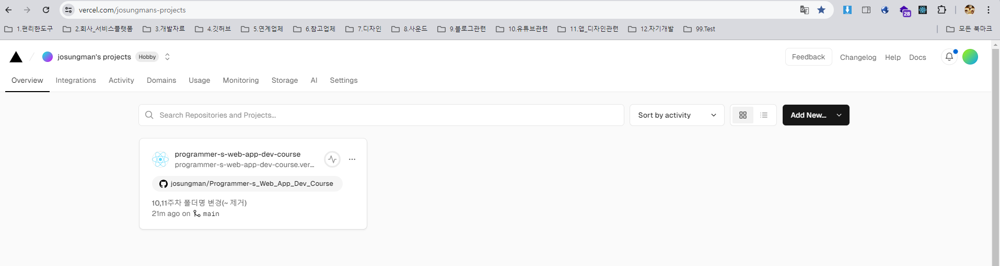 vercel.com/josungmans-projects
28
1.편리한도구 2.회사_서비스플랫폼 3.개발자료 4.깃허브 5.연계업체 6.참고업체 7.디자인 8.사운드 9.블로그관련 10.유튜브관련 11.앱_디자인관련 12.자기개발 99.Test 모든 북마크
josungman's projects Hobby Feedback Changelog Help Docs
Overview Integrations Activity Domains Usage Monitoring Storage AI Settings
Search Repositories and Projects... Sort by activity Add New...
programmer-s-web-app-dev-course
programmer-s-web-app-dev-course.ver...
josungman/Programmer-s_Web_App_Dev_Course
10,11주차 폴더명 변경(~ 제거)
21m ago on main